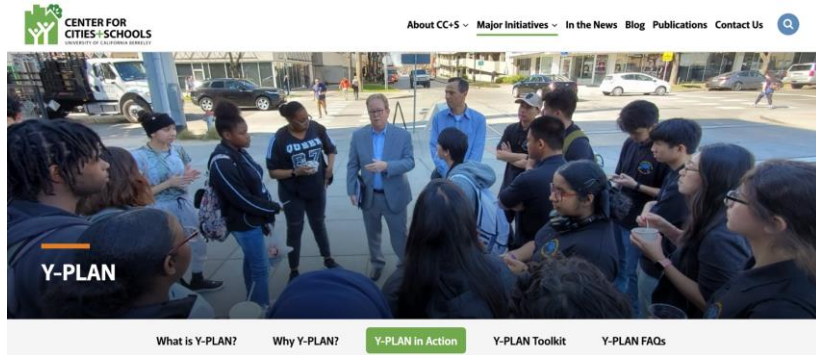 CENTER FOR
CITIES+SCHOOLS
UNIVERSITY OF CALIFORNIA BERKELEY
About CC+S Major Initiatives In the News Blog Publications Contact Us
QUEEN
Y-PLAN
What is Y-PLAN? Why Y-PLAN? Y-PLAN in Action Y-PLAN Toolkit Y-PLAN FAQs